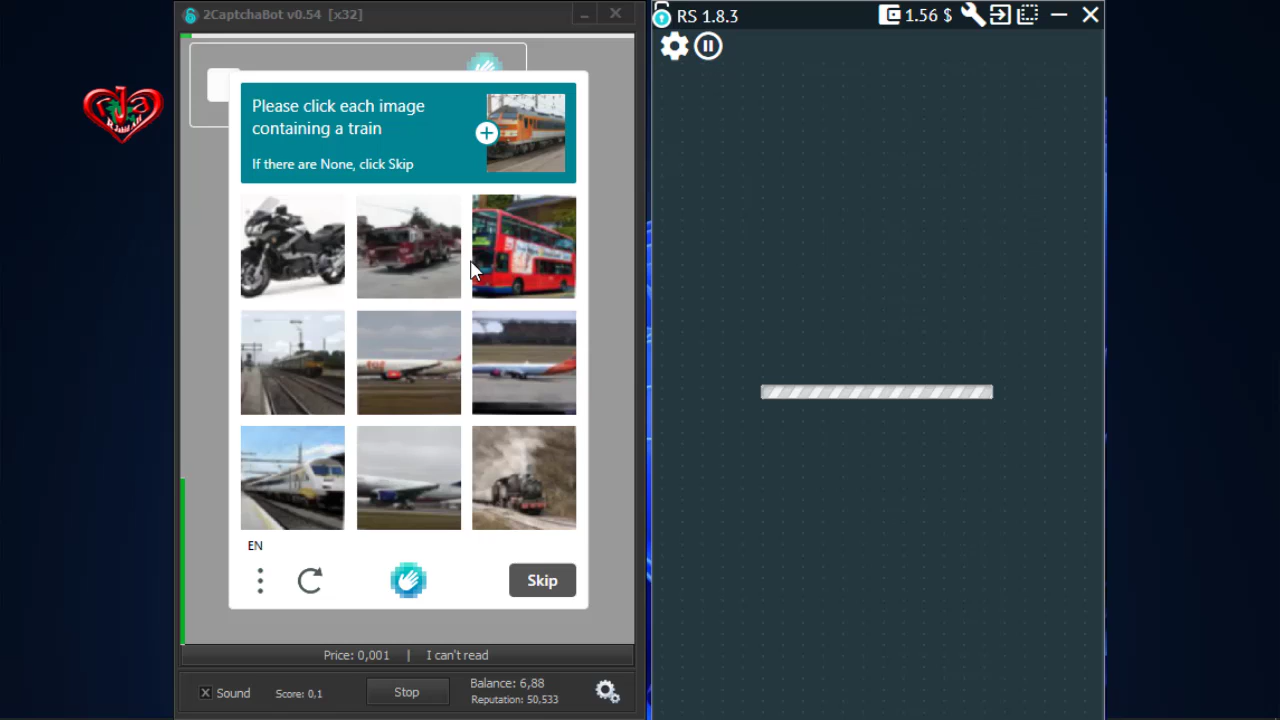 2CaptchaBot v0.54 [x32]
RS 1.8.3
1.56 $
Please click each image
containing a train
If there are None, click Skip
EN
Skip
Price: 0,001 | I can't read
Sound
Score: 0,1
Stop
Balance: 6,88
Reputation: 50,533